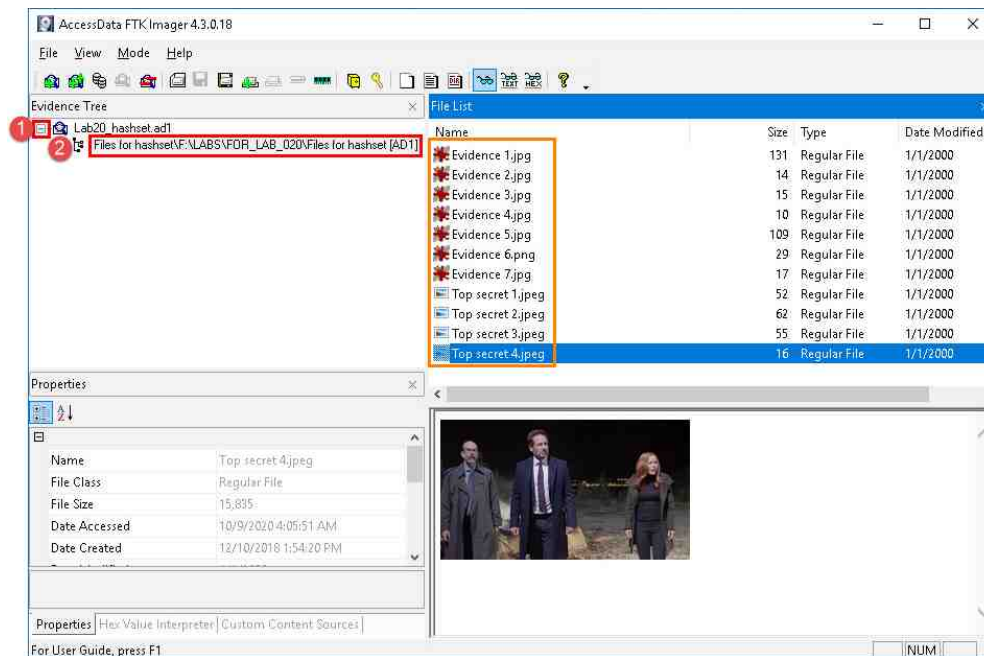 AccessData FTK Imager 4.3.0.18
File View Mode Help
Evidence Tree
1 Lab20_hashset.ad1
2 Files for hashset\F:\LABS\FOR_LAB_020\Files for hashset [AD1]
File List
Name Size Type Date Modified
Evidence 1.jpg 131 Regular File 1/1/2000
Evidence 2.jpg 14 Regular File 1/1/2000
Evidence 3.jpg 15 Regular File 1/1/2000
Evidence 4.jpg 10 Regular File 1/1/2000
Evidence 5.jpg 109 Regular File 1/1/2000
Evidence 6.png 29 Regular File 1/1/2000
Evidence 7.jpg 17 Regular File 1/1/2000
Top secret 1.jpeg 52 Regular File 1/1/2000
Top secret 2.jpeg 62 Regular File 1/1/2000
Top secret 3.jpeg 55 Regular File 1/1/2000
Top secret 4.jpeg 16 Regular File 1/1/2000
Properties
Name Top secret 4.jpeg
File Class Regular File
File Size 15,835
Date Accessed 10/9/2020 4:05:51 AM
Date Created 12/10/2018 1:54:20 PM
Properties Hex Value Interpreter Custom Content Sources
For User Guide, press F1
NUM